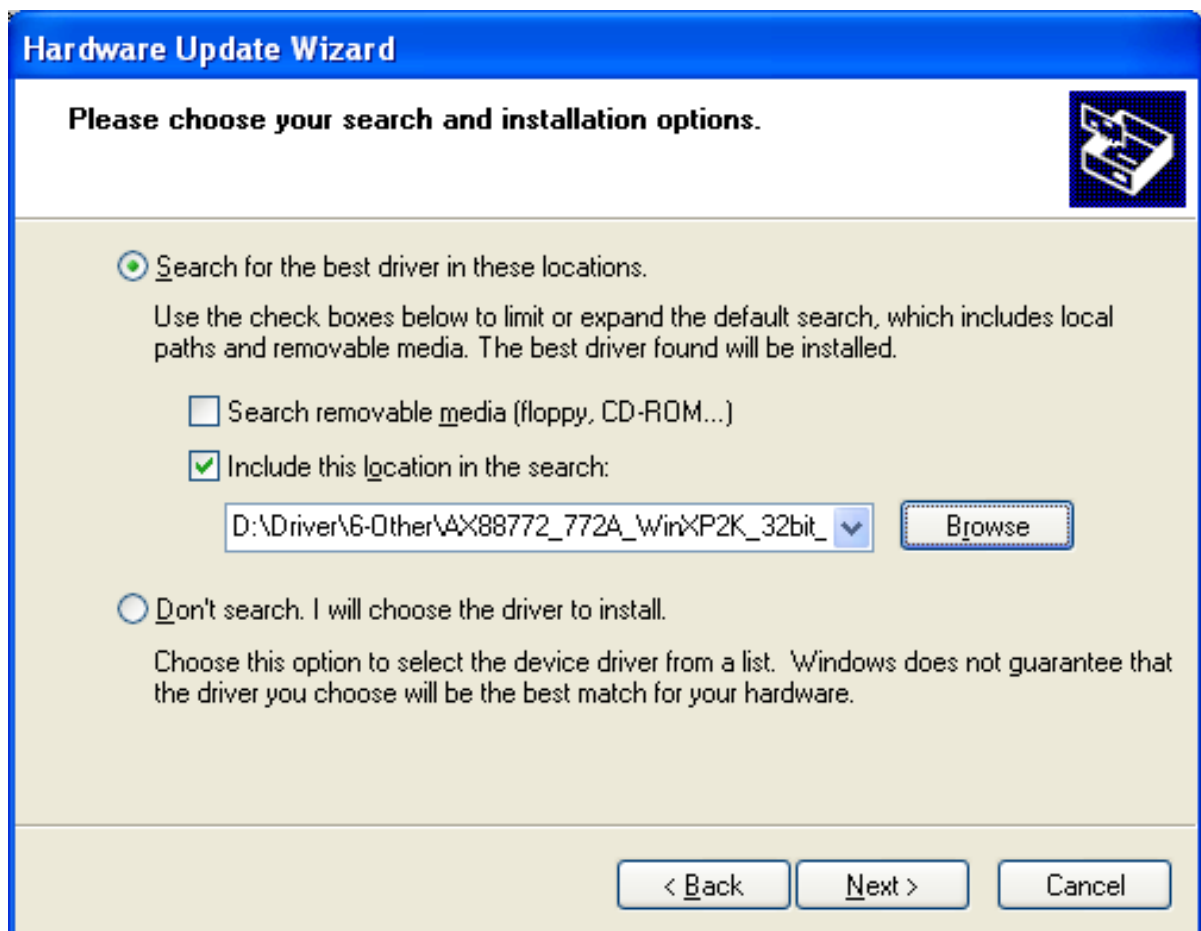 Hardware Update Wizard
Please choose your search and installation options.
Search for the best driver in these locations.
Use the check boxes below to limit or expand the default search, which includes local
paths and removable media. The best driver found will be installed.
Search removable media (floppy, CD-ROM...)
Include this location in the search:
D:\Driver\6-Other\AX88772_772A_WinXP2K_32bit_
Browse
Don't search. I will choose the driver to install.
Choose this option to select the device driver from a list. Windows does not guarantee that
the driver you choose will be the best match for your hardware.
< Back Next > Cancel